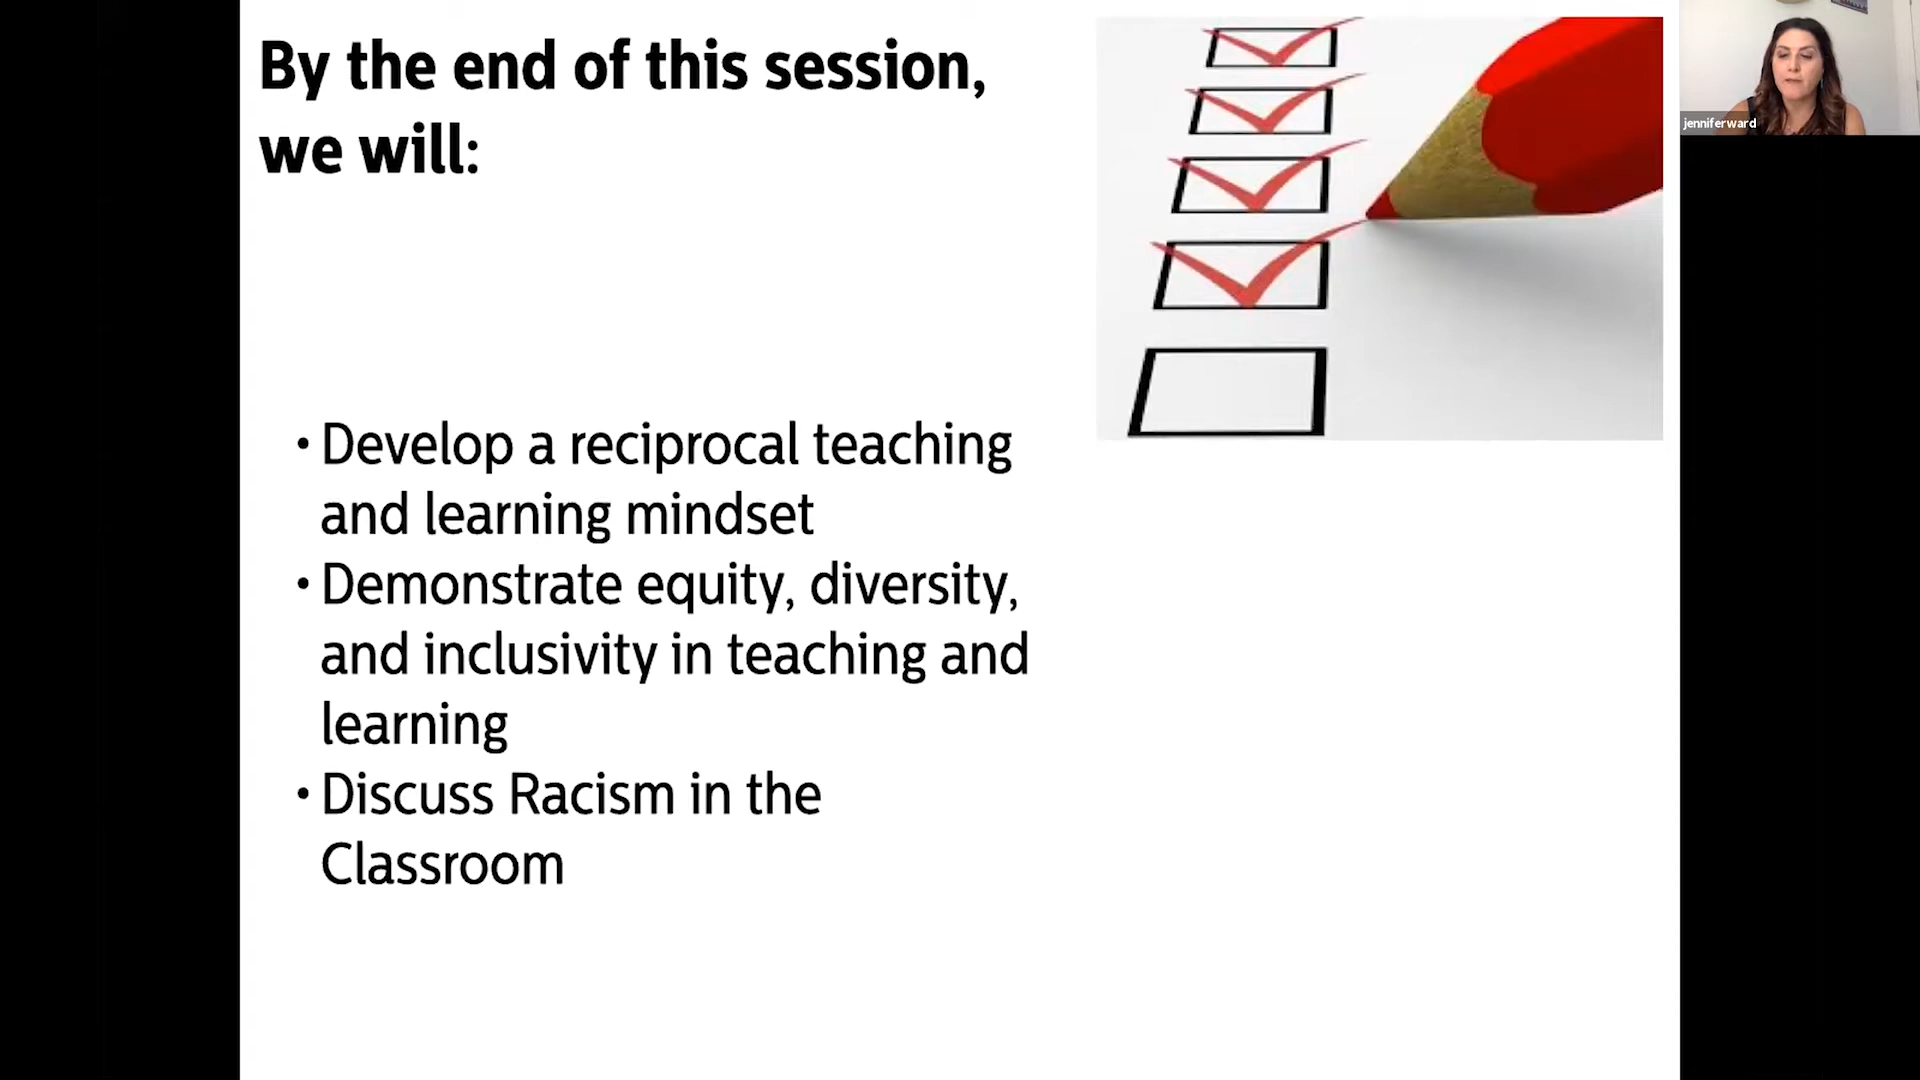 By the end of this session,
we will:
jenniferward
• Develop a reciprocal teaching
and learning mindset
• Demonstrate equity, diversity,
and inclusivity in teaching and
learning
• Discuss Racism in the
Classroom